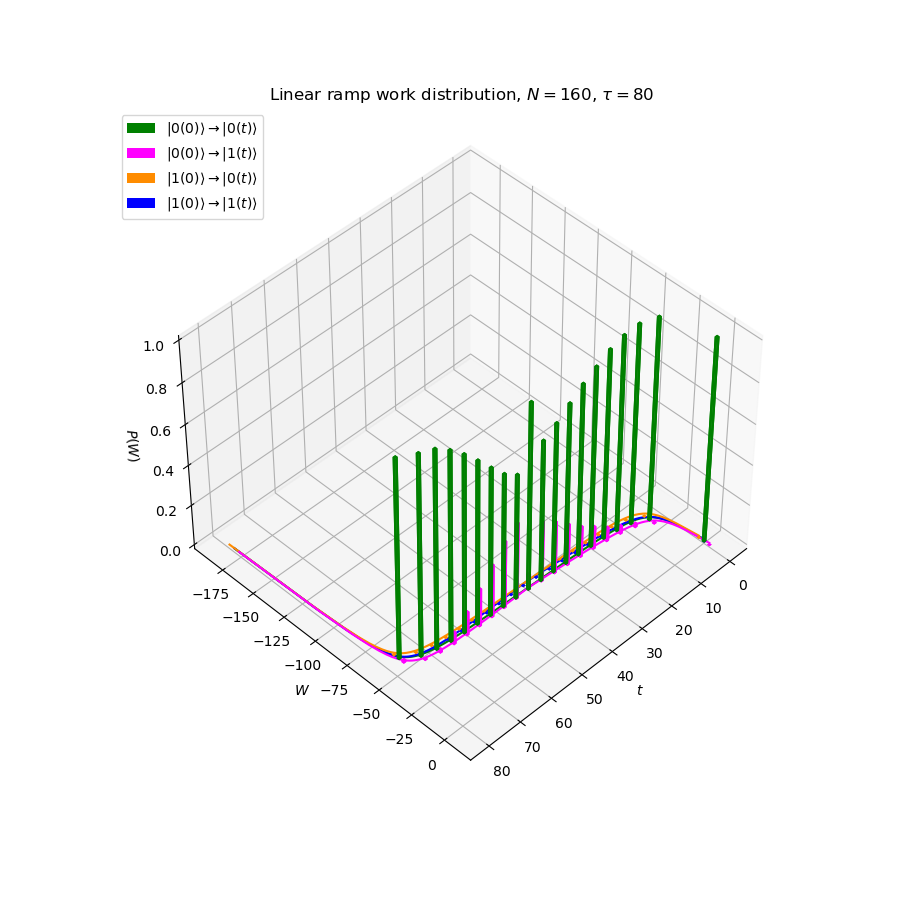 Linear ramp work distribution, $N = 160$, $\tau = 80$
|0(0)⟩ → |0(t)⟩
|0(0)⟩ → |1(t)⟩
|1(0)⟩ → |0(t)⟩
|1(0)⟩ → |1(t)⟩
1.0
0.8
0.6
0.4
0.2
0.0
P(W)
−175
−150
−125
−100
−75
−50
−25
0
W
0
10
20
30
40
50
60
70
80
t